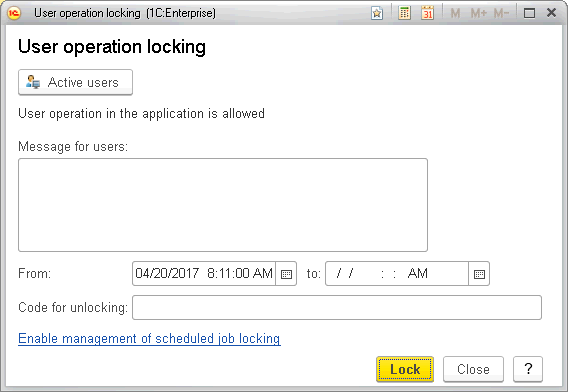 User operation locking (1C:Enterprise)
31 M M+ M-
User operation locking
Active users
User operation in the application is allowed
Message for users:
From: 04/20/2017 8:11:00 AM to: / / : : AM
Code for unlocking:
Enable management of scheduled job locking
Lock Close ?